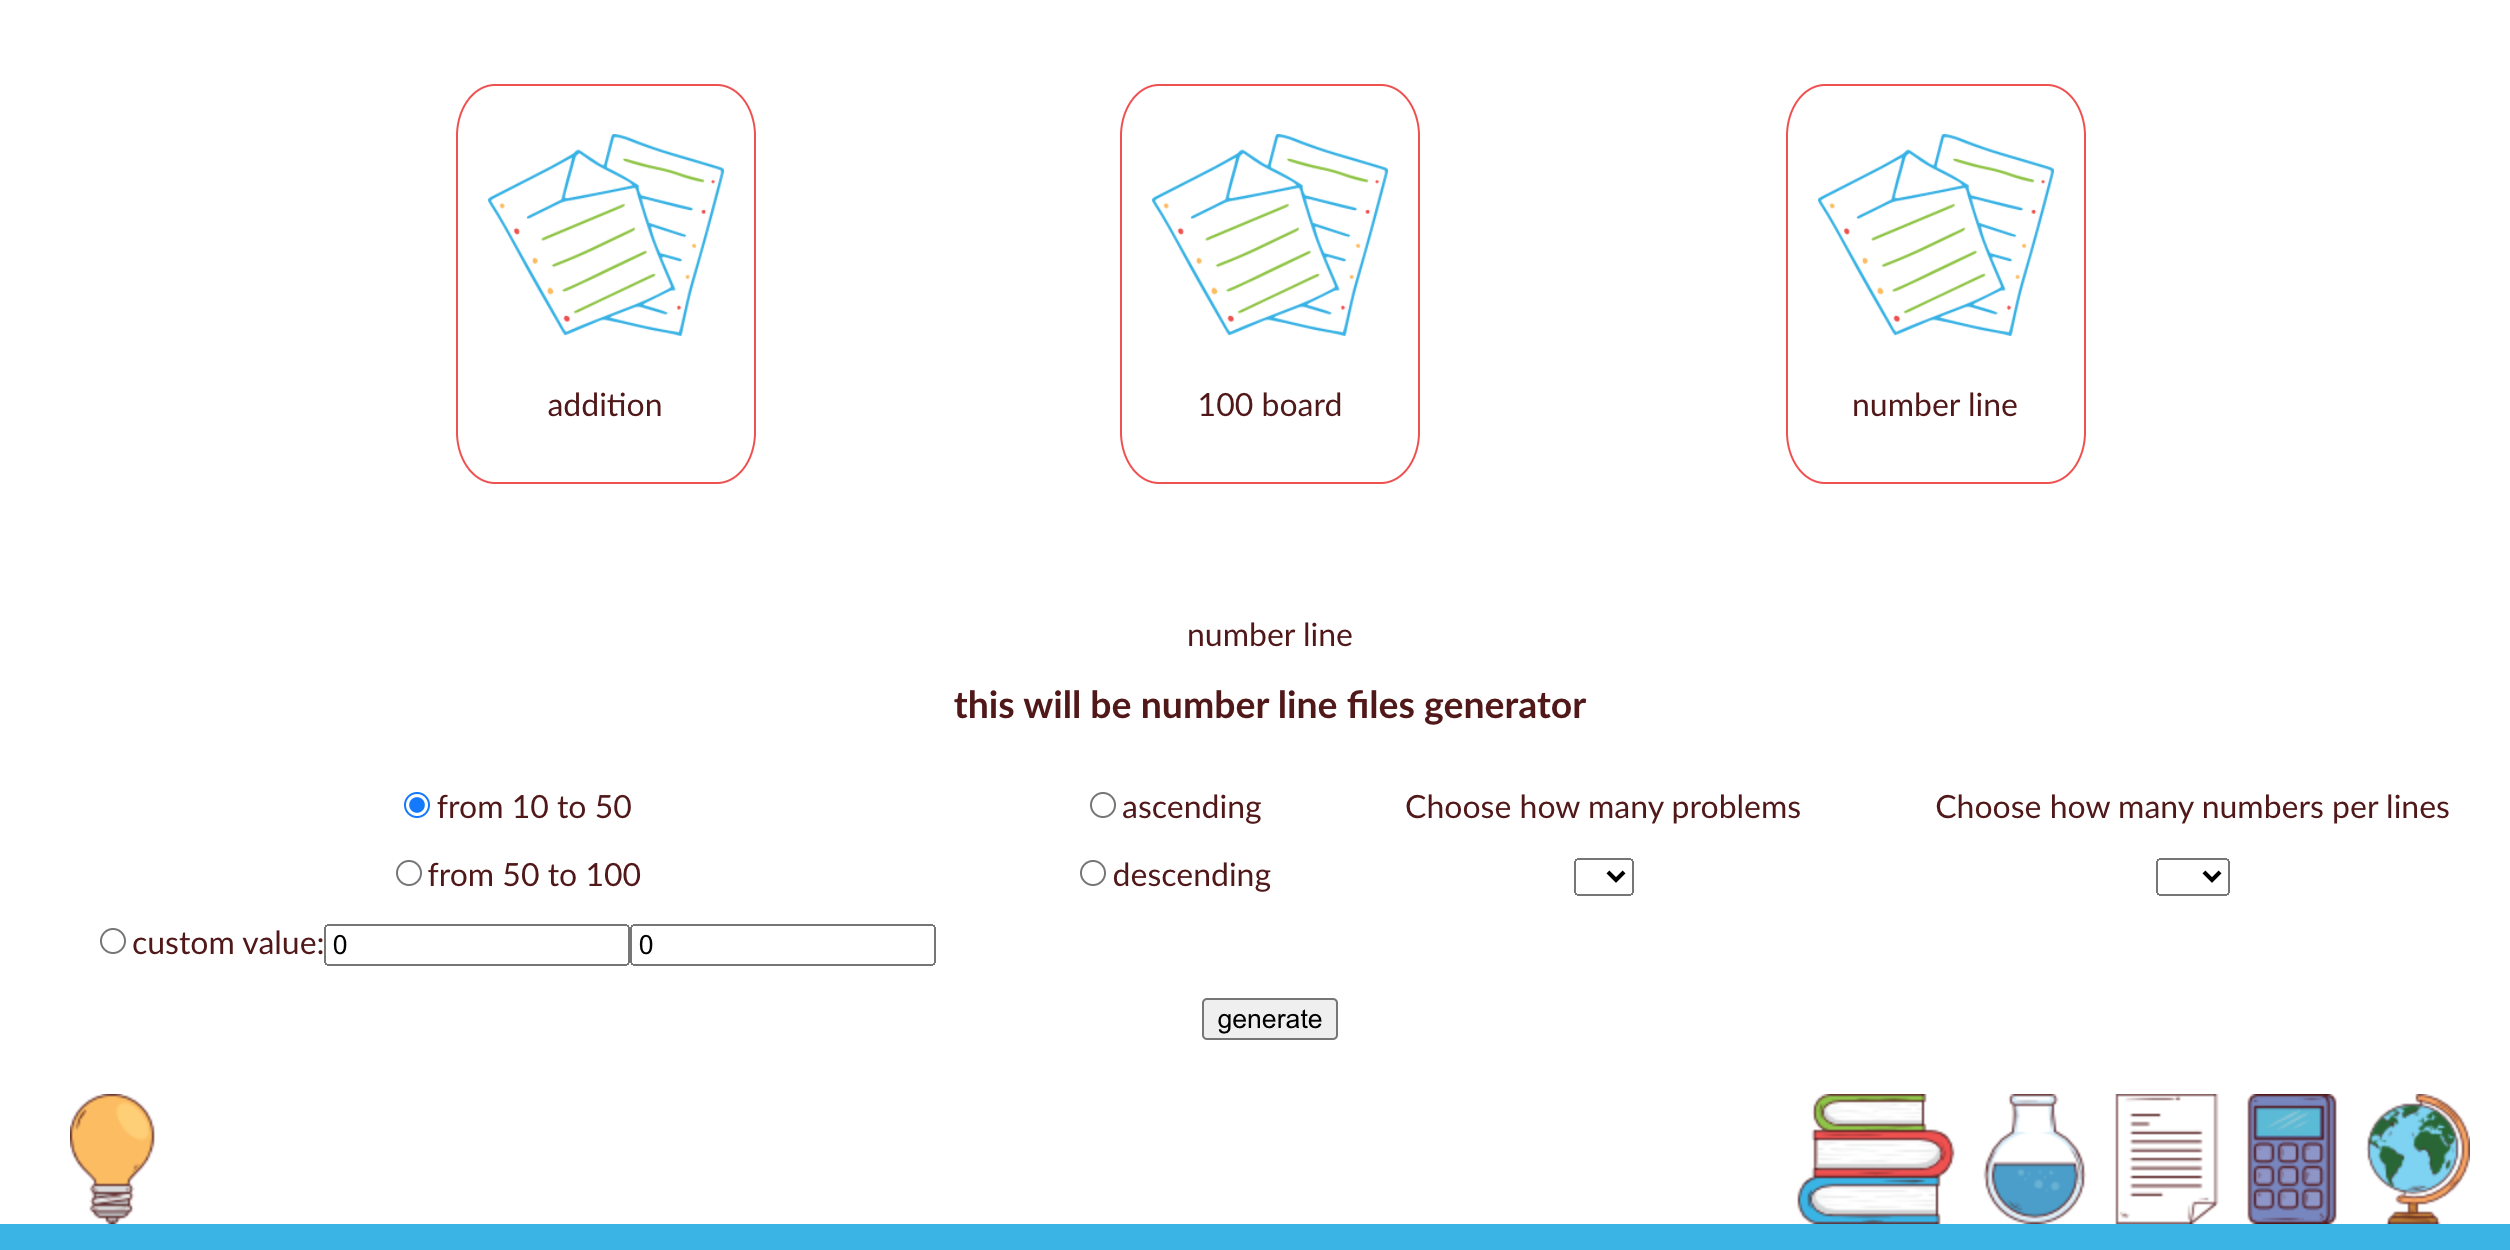 addition
100 board
number line
number line
this will be number line files generator
from 10 to 50
ascending
Choose how many problems
Choose how many numbers per lines
from 50 to 100
descending
custom value: 0 0
generate